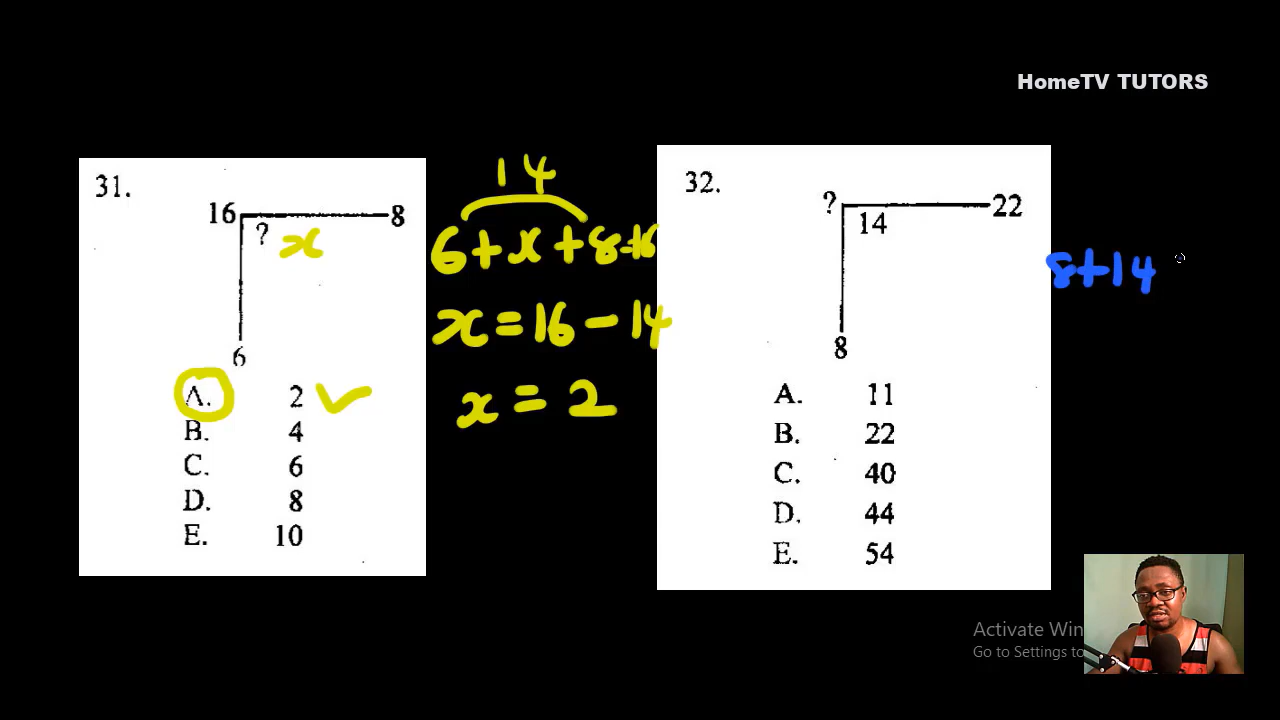 HomeTV TUTORS
31.
16
8
?
x
6
A. 2
B. 4
C. 6
D. 8
E. 10
14
6+x+8=16
x=16-14
x = 2
32.
?
22
14
8
A. 11
B. 22
C. 40
D. 44
E. 54
8+14
Activate Win
Go to Settings to